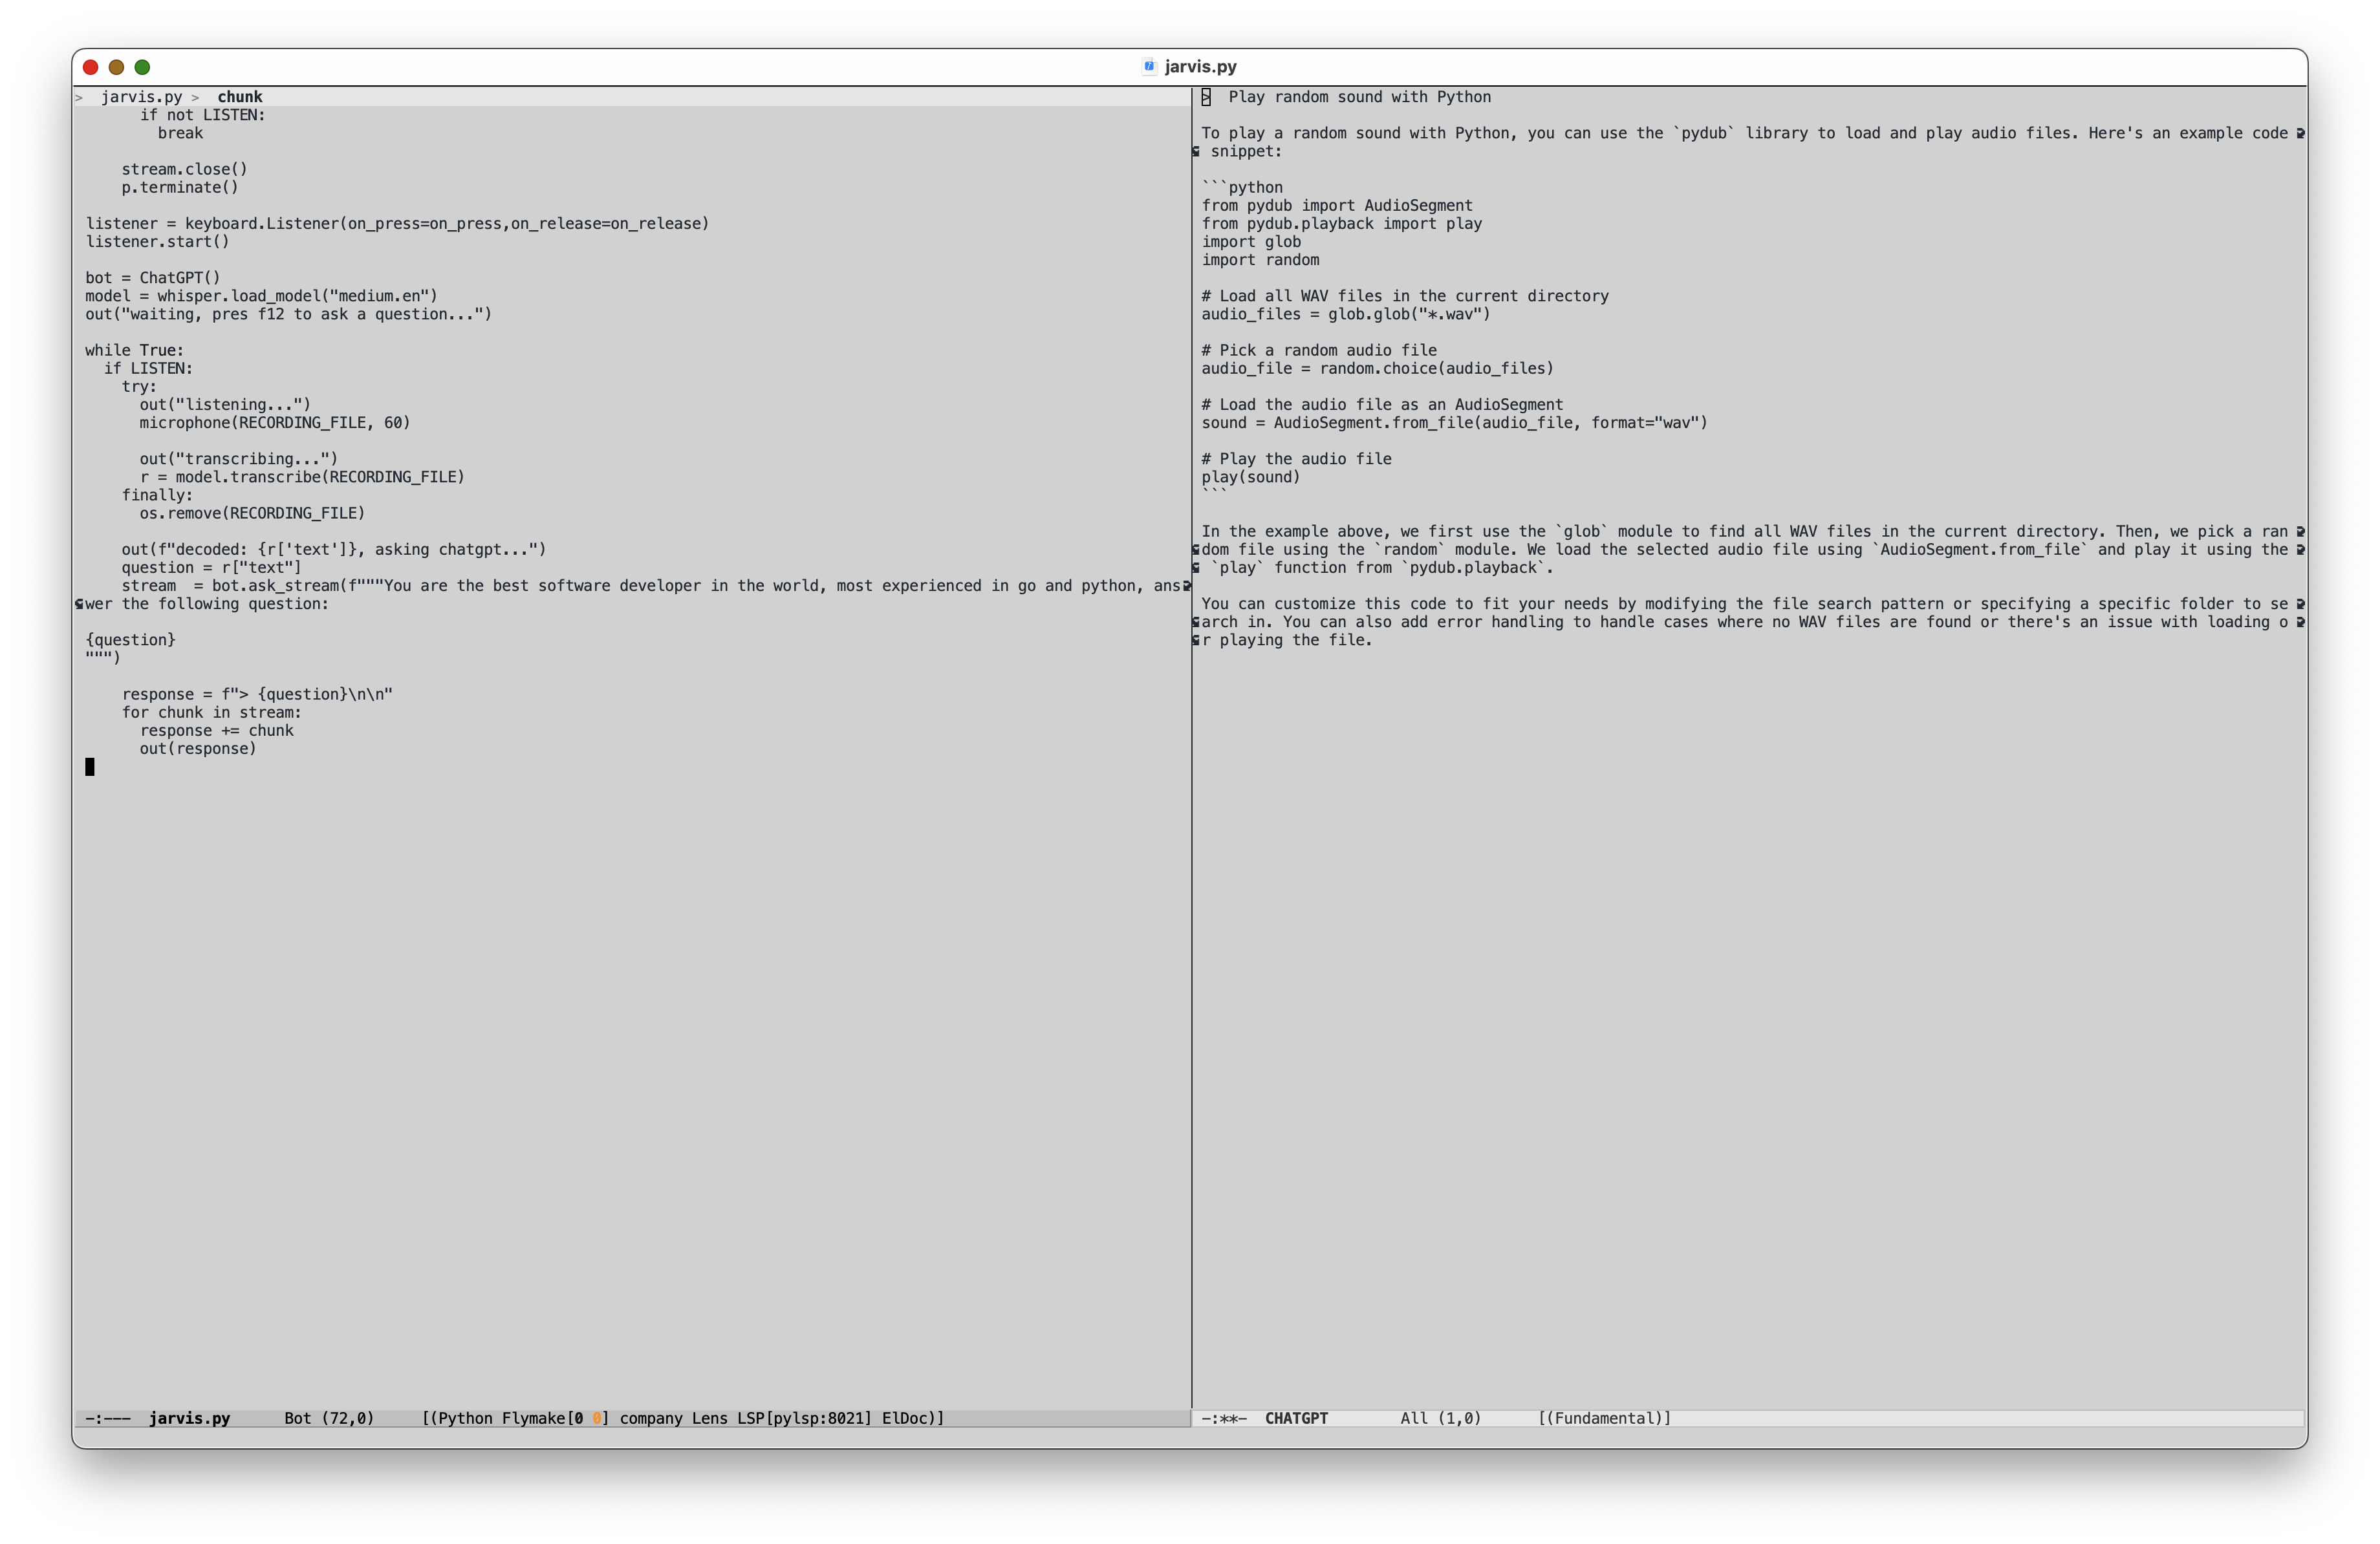 jarvis.py
> jarvis.py > chunk
      if not LISTEN:
        break

    stream.close()
    p.terminate()

listener = keyboard.Listener(on_press=on_press,on_release=on_release)
listener.start()

bot = ChatGPT()
model = whisper.load_model("medium.en")
out("waiting, pres f12 to ask a question...")

while True:
  if LISTEN:
    try:
      out("listening...")
      microphone(RECORDING_FILE, 60)

      out("transcribing...")
      r = model.transcribe(RECORDING_FILE)
    finally:
      os.remove(RECORDING_FILE)

    out(f"decoded: {r['text']}, asking chatgpt...")
    question = r["text"]
    stream  = bot.ask_stream(f"""You are the best software developer in the world, most experienced in go and python, ans
wer the following question:

{question}
""")

    response = f"> {question}\n\n"
    for chunk in stream:
      response += chunk
      out(response)

-:---  jarvis.py      Bot (72,0)     [(Python Flymake[0 0] company Lens LSP[pylsp:8021] ElDoc)]
>  Play random sound with Python

To play a random sound with Python, you can use the `pydub` library to load and play audio files. Here's an example code
 snippet:

```python
from pydub import AudioSegment
from pydub.playback import play
import glob
import random

# Load all WAV files in the current directory
audio_files = glob.glob("*.wav")

# Pick a random audio file
audio_file = random.choice(audio_files)

# Load the audio file as an AudioSegment
sound = AudioSegment.from_file(audio_file, format="wav")

# Play the audio file
play(sound)
```

In the example above, we first use the `glob` module to find all WAV files in the current directory. Then, we pick a ran
dom file using the `random` module. We load the selected audio file using `AudioSegment.from_file` and play it using the
 `play` function from `pydub.playback`.

You can customize this code to fit your needs by modifying the file search pattern or specifying a specific folder to se
arch in. You can also add error handling to handle cases where no WAV files are found or there's an issue with loading o
r playing the file.

-:**-  CHATGPT        All (1,0)      [(Fundamental)]